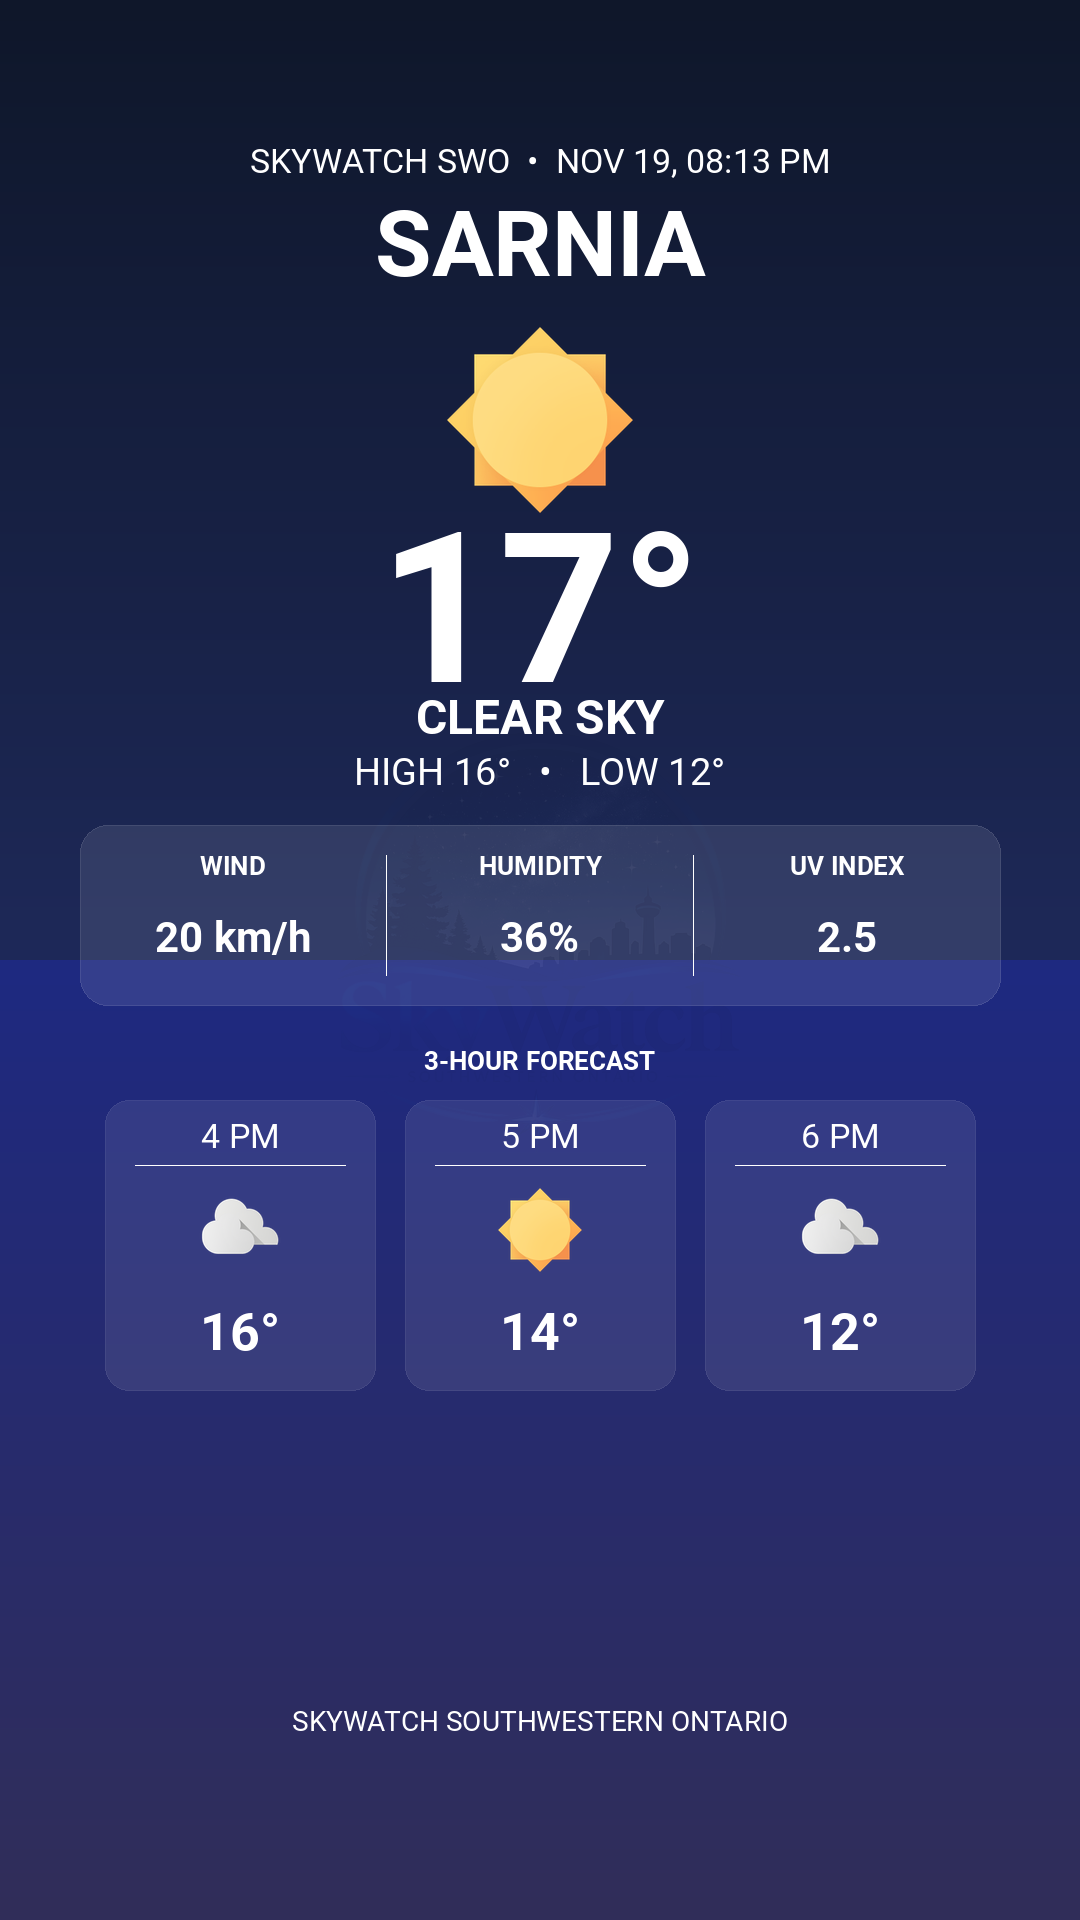 SKYWATCH SWO • NOV 19, 08:13 PM
SARNIA
17°
CLEAR SKY
HIGH 16° • LOW 12°
WIND HUMIDITY UV INDEX
20 km/h 36% 2.5
SkyWatch
3-HOUR FORECAST
4 PM 5 PM 6 PM
16° 14° 12°
SKYWATCH SOUTHWESTERN ONTARIO